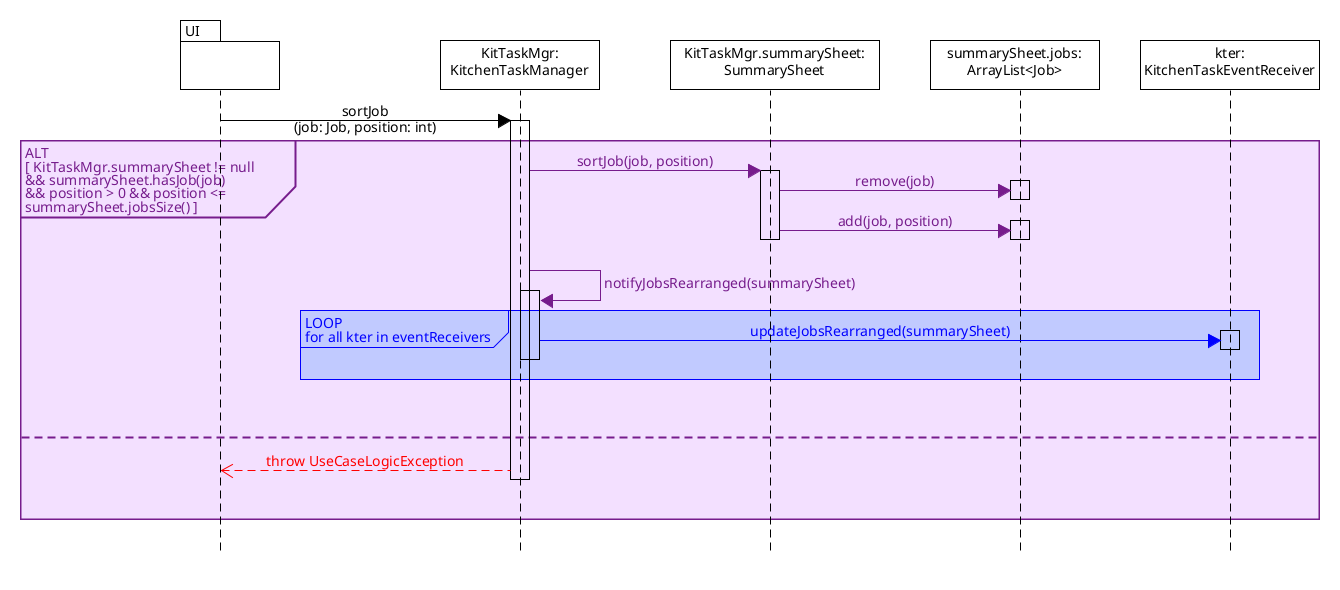 UI
KitTaskMgr:
KitchenTaskManager
KitTaskMgr.summarySheet:
SummarySheet
summarySheet.jobs:
ArrayList<Job>
kter:
KitchenTaskEventReceiver
sortJob
(job: Job, position: int)
ALT
[ KitTaskMgr.summarySheet != null
&& summarySheet.hasJob(job)
&& position > 0 && position <=
summarySheet.jobsSize() ]
sortJob(job, position)
remove(job)
add(job, position)
notifyJobsRearranged(summarySheet)
LOOP
for all kter in eventReceivers
updateJobsRearranged(summarySheet)
throw UseCaseLogicException